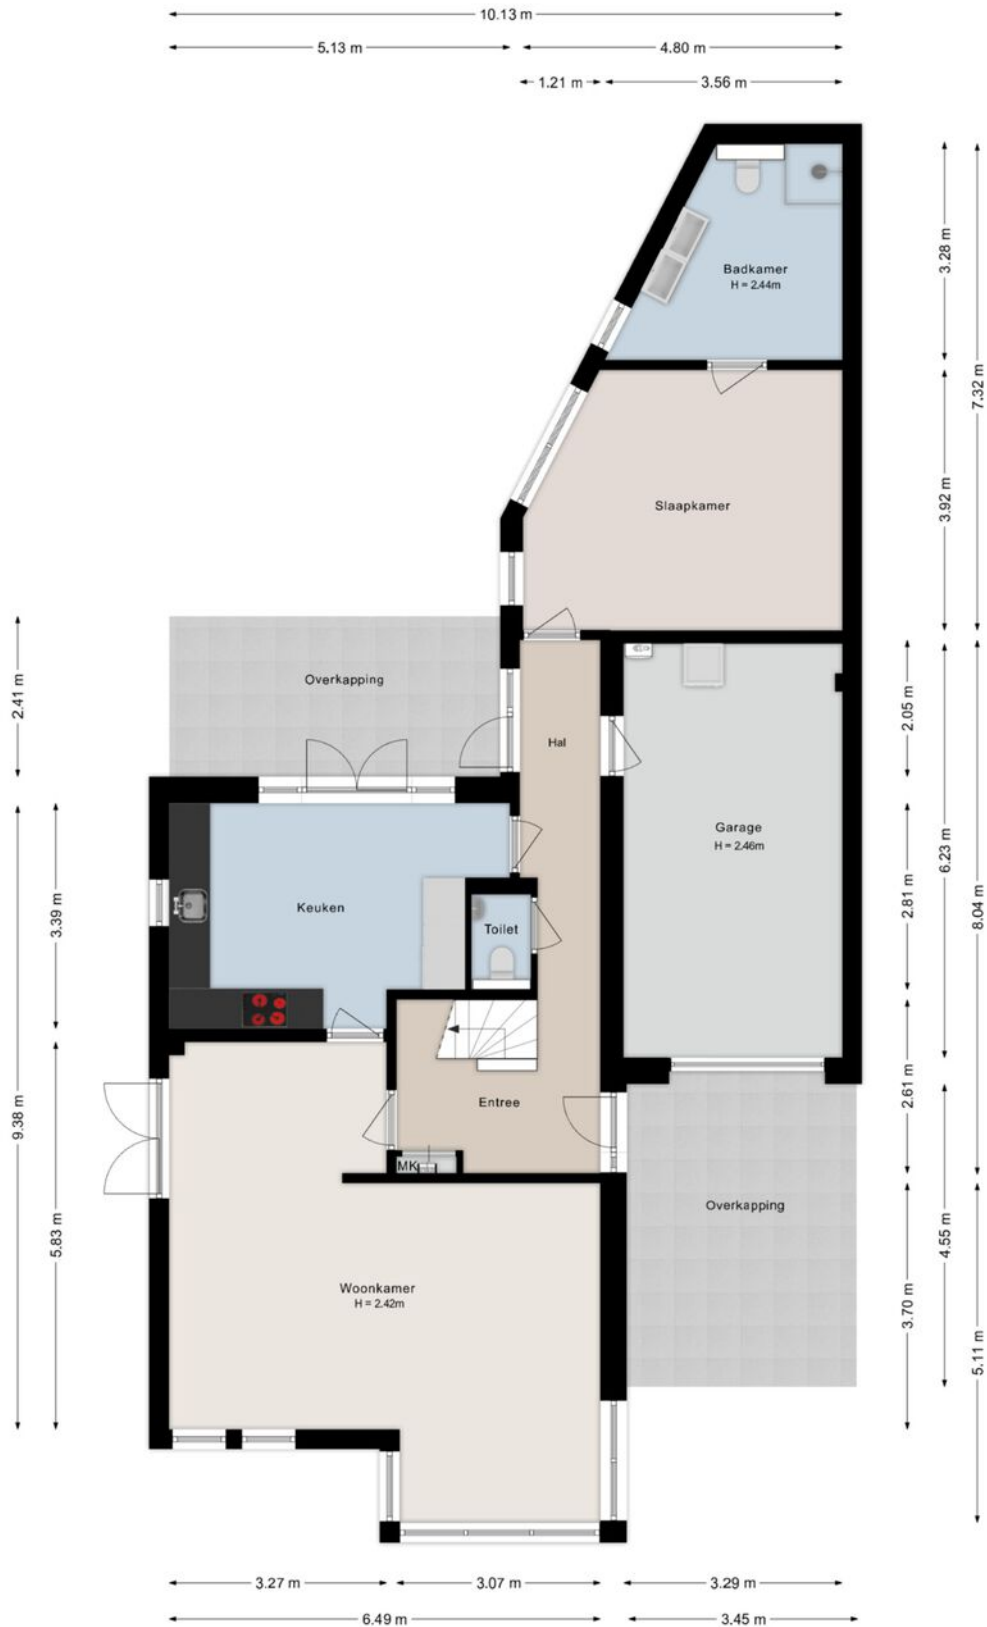 10.13 m
5.13 m
4.80 m
1.21 m
3.56 m
3.28 m
Badkamer
H = 2.44m
7.32 m
3.92 m
Slaapkamer
2.41 m
Overkapping
2.05 m
Hal
Garage
H = 2.46m
6.23 m
2.81 m
Keuken
3.39 m
8.04 m
Toilet
9.38 m
2.61 m
Entree
MK
Overkapping
4.55 m
5.83 m
Woonkamer
H = 2.42m
3.70 m
5.11 m
3.27 m
3.07 m
3.29 m
6.49 m
3.45 m